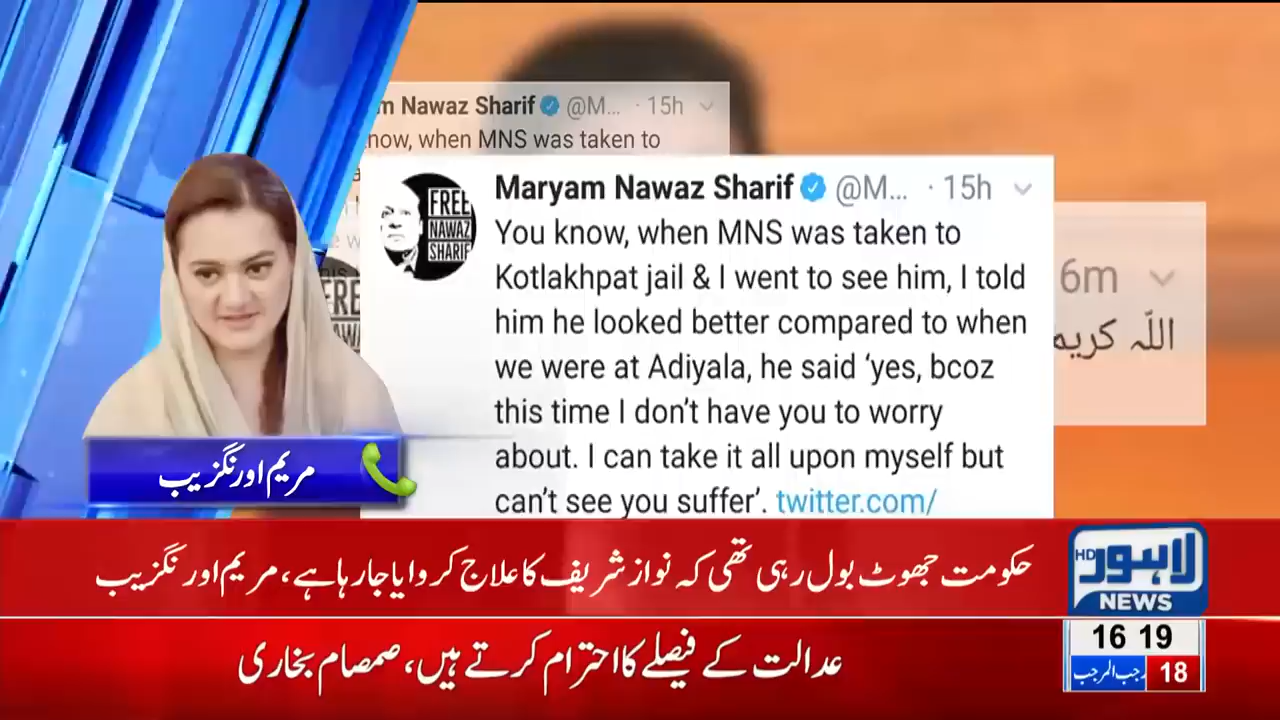 m Nawaz Sharif @M... · 15h
now, when MNS was taken to
Maryam Nawaz Sharif @M... · 15h
FREE
NAWAZ
SHARIF
You know, when MNS was taken to
Kotlakhpat jail & I went to see him, I told
him he looked better compared to when
we were at Adiyala, he said ‘yes, bcoz
this time I don’t have you to worry
about. I can take it all upon myself but
can’t see you suffer’. twitter.com/
6m
اللّٰہ کریم
مریم اورنگزیب
حکومت جھوٹ بول رہی تھی کہ نواز شریف کا علاج کروایا جا رہا ہے، مریم اورنگزیب
عدالت کے فیصلے کا احترام کرتے ہیں، صمصام بخاری
HD لاہور
NEWS
16 19
18 رجب المرجب